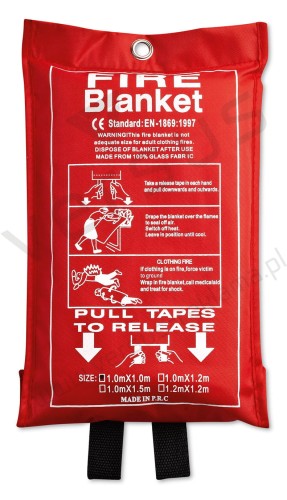 FIRE
Blanket
CE Standard:EN-1869:1997
WARNING!This fire blanket is not
adequate size for adult clothing fires.
DISPOSE OF BLANKET AFTER USE
MADE FROM 100% GLASS FABRIC
Take a release tape in each hand
and pull downwards and outwards.
Drape the blanket over the flames
to seal off air.
Switch off heat.
Leave in position until cool.
CLOTHING FIRE
If clothing is on fire,force victim
to ground
Wrap in fire blanket,call medicalaid
and treat for shock.
PULL TAPES
TO RELEASE
SIZE: 1.0mX1.0m 1.0mX1.2m
1.0mX1.5m 1.2mX1.2m
MADE IN P.R.C